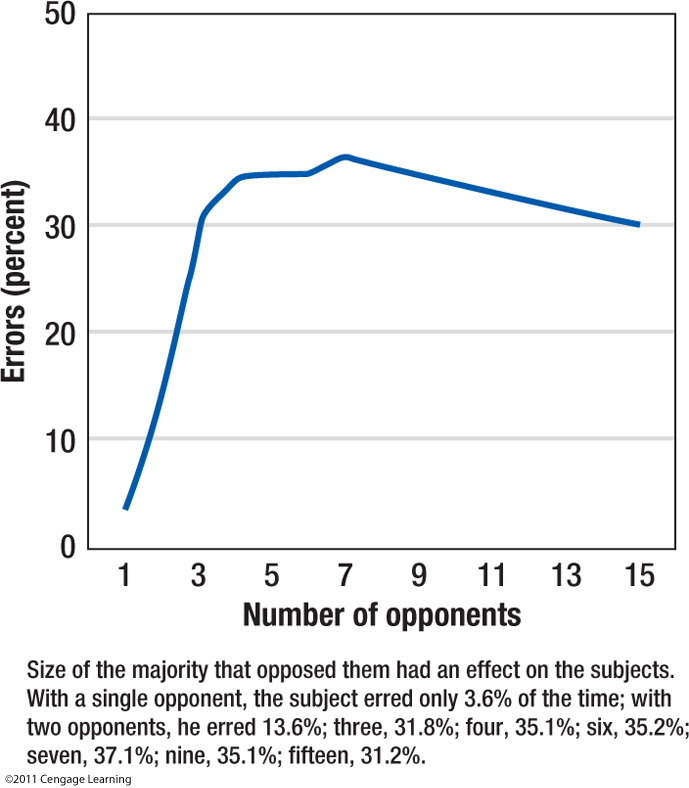 50
40
30
20
10
0
Errors (percent)
1 3 5 7 9 11 13 15
Number of opponents
Size of the majority that opposed them had an effect on the subjects.
With a single opponent, the subject erred only 3.6% of the time; with
two opponents, he erred 13.6%; three, 31.8%; four, 35.1%; six, 35.2%;
seven, 37.1%; nine, 35.1%; fifteen, 31.2%.
©2011 Cengage Learning